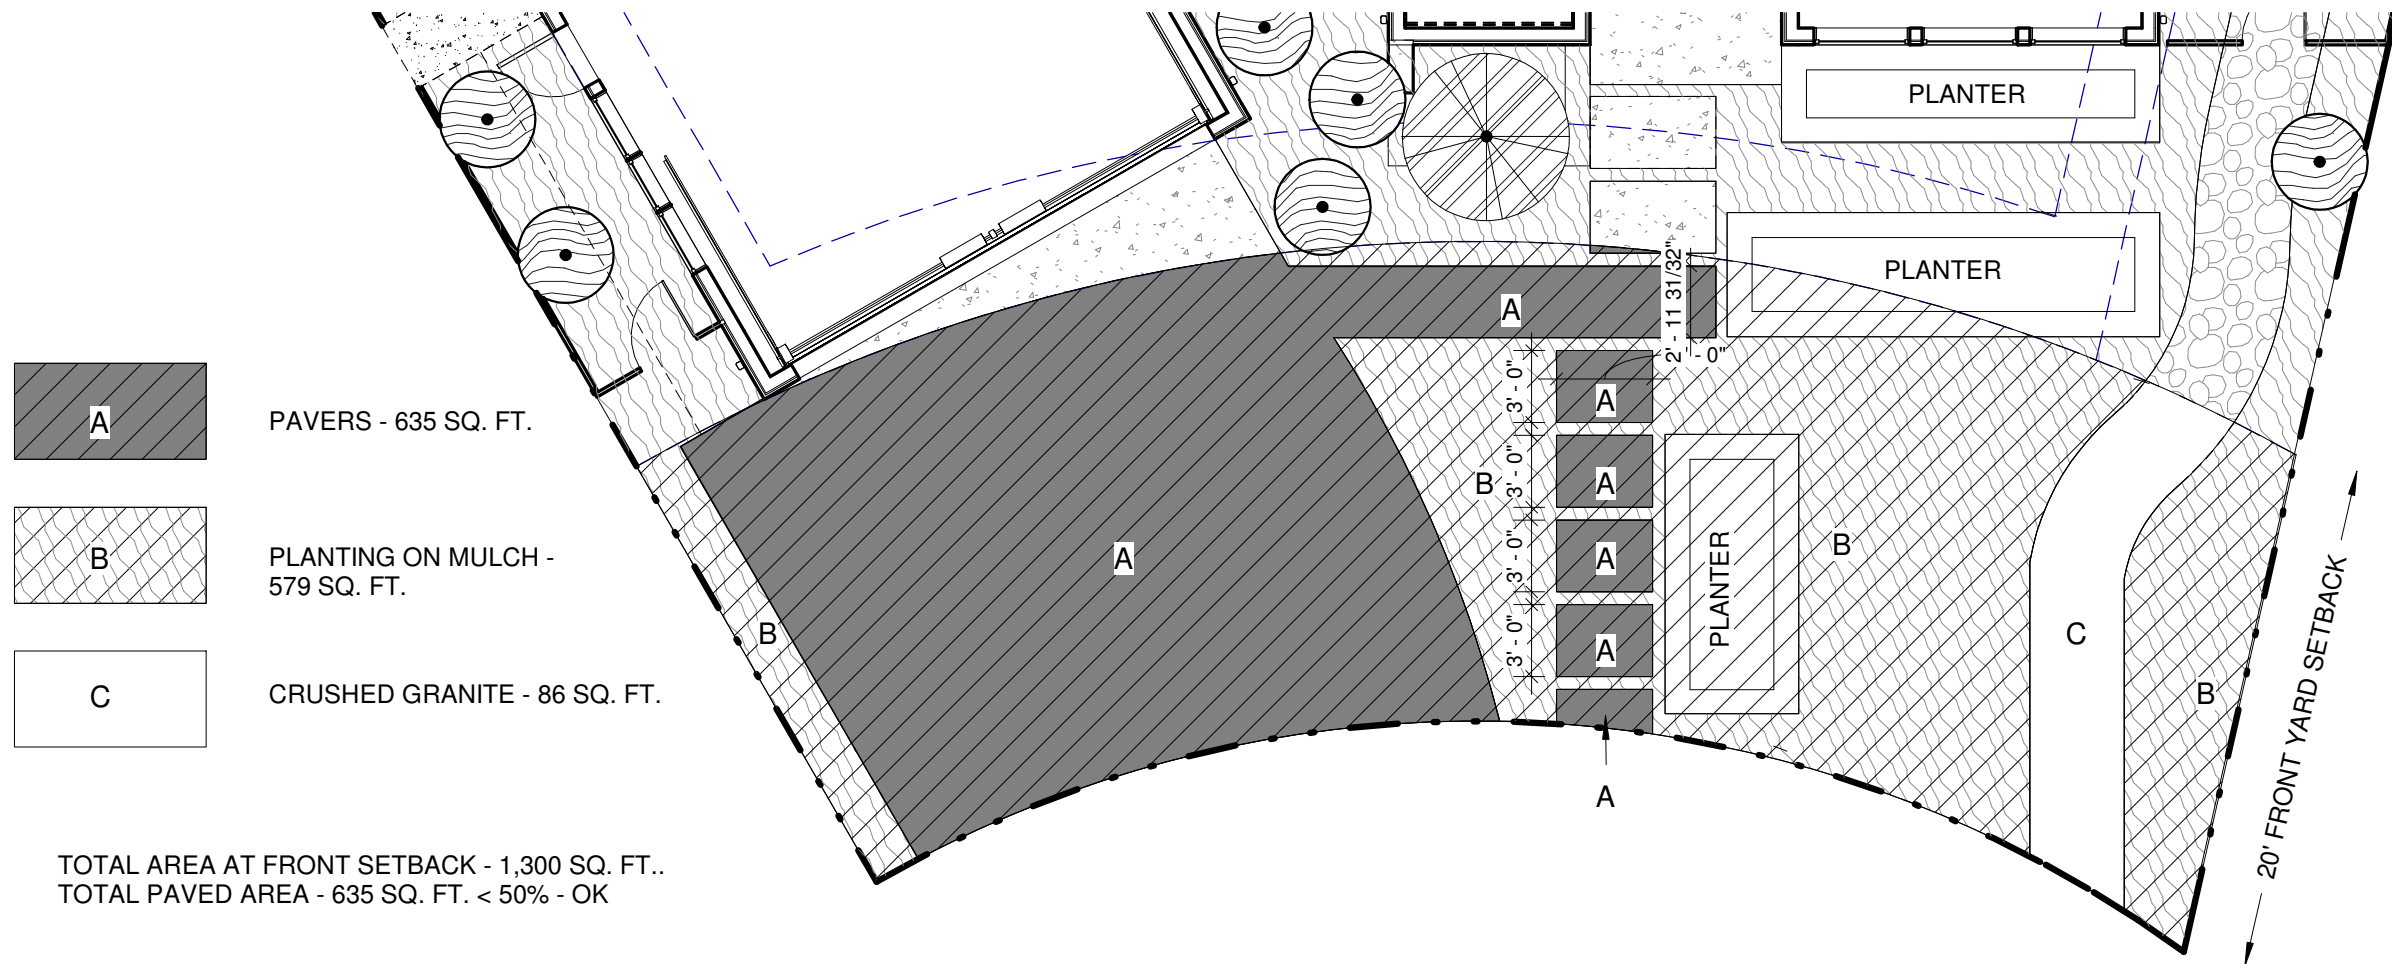 PLANTER
PLANTER
2' - 11 31/32"
A
' - 0"
3' - 0"
A
A
PAVERS - 635 SQ. FT.
B
3' - 0"
A
B
PLANTING ON MULCH -
579 SQ. FT.
A
3' - 0"
A
PLANTER
B
B
3' - 0"
A
C
20' FRONT YARD SETBACK
C
CRUSHED GRANITE - 86 SQ. FT.
B
A
TOTAL AREA AT FRONT SETBACK - 1,300 SQ. FT..
TOTAL PAVED AREA - 635 SQ. FT. < 50% - OK